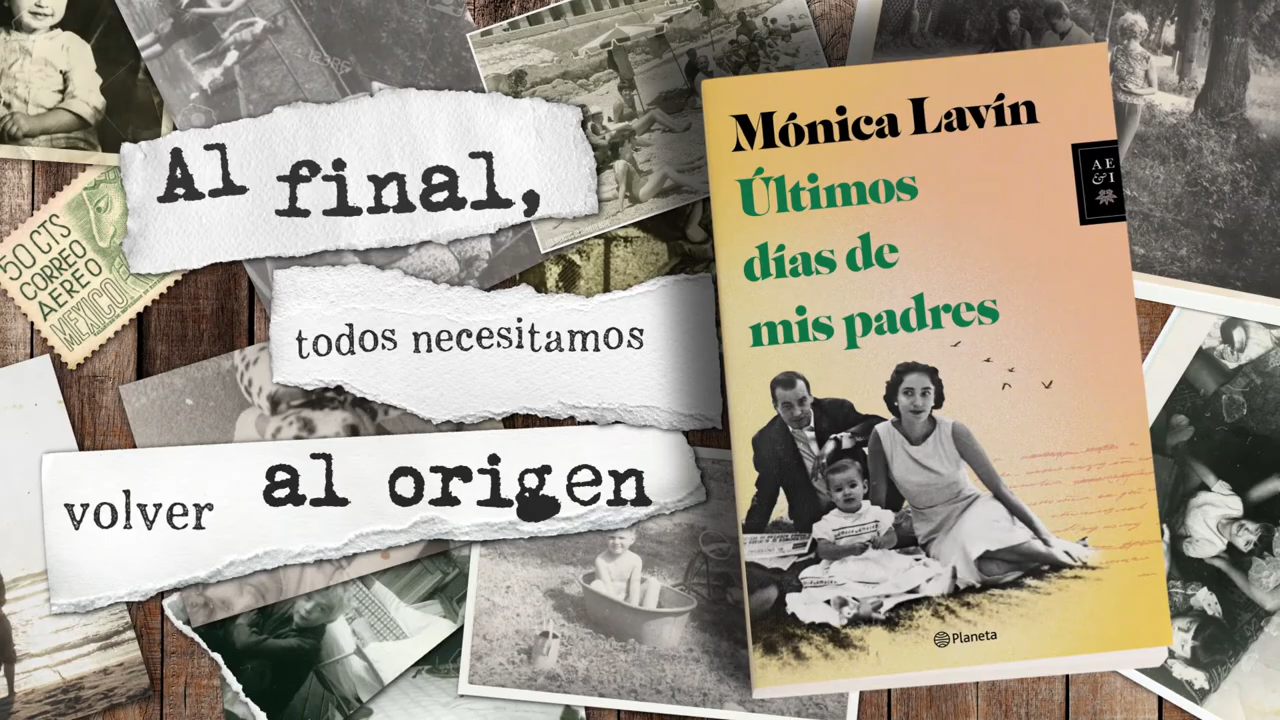 Al final,
todos necesitamos
volver al origen
50 CTS
CORREO
AEREO
MEXICO
Mónica Lavín
Últimos
días de
mis padres
AE
&I
Planeta